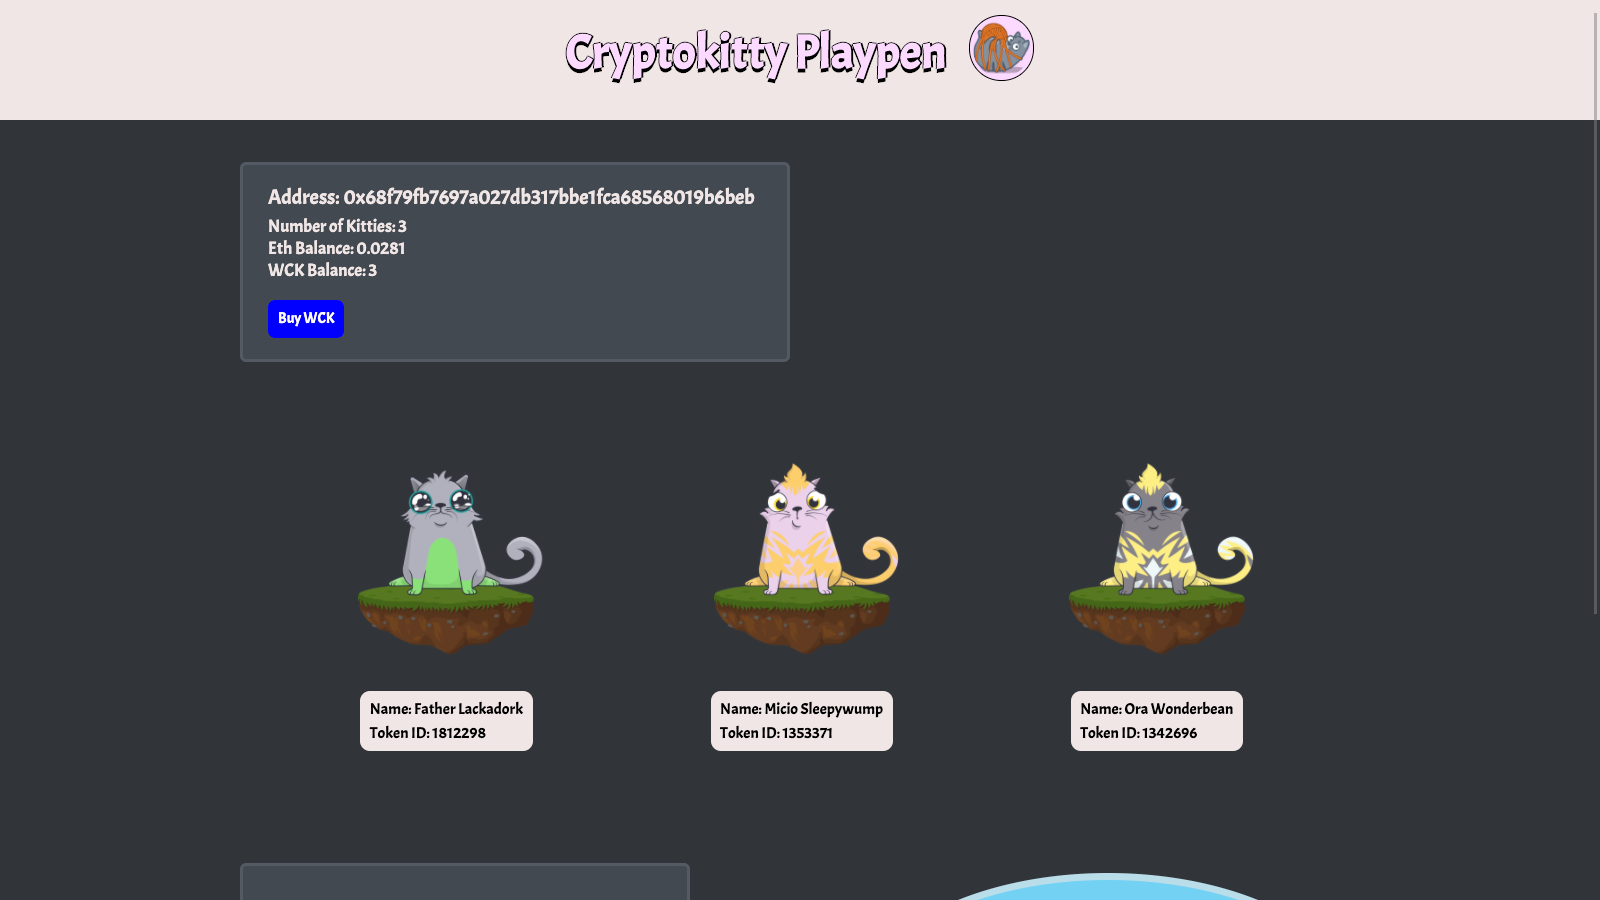 Cryptokitty Playpen
Address: 0x68f79fb7697a027db317bbe1fca68568019b6beb
Number of Kitties: 3
Eth Balance: 0.0281
WCK Balance: 3
Buy WCK
Name: Father Lackadork
Token ID: 1812298
Name: Micio Sleepywump
Token ID: 1353371
Name: Ora Wonderbean
Token ID: 1342696